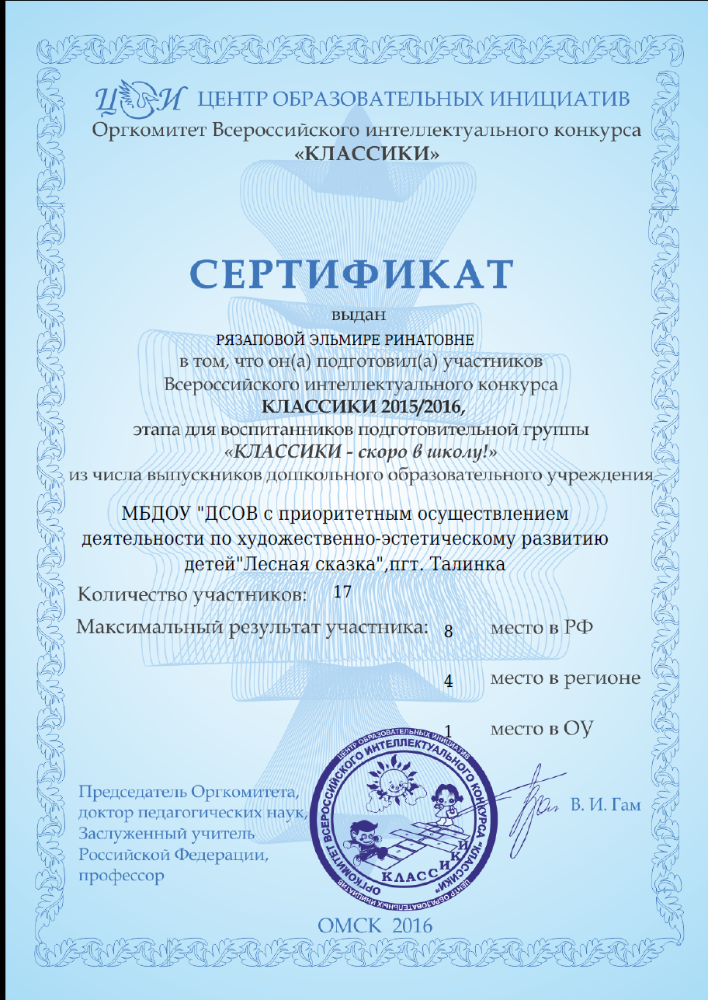 ЦОИ ЦЕНТР ОБРАЗОВАТЕЛЬНЫХ ИНИЦИАТИВ
Оргкомитет Всероссийского интеллектуального конкурса
«КЛАССИКИ»
СЕРТИФИКАТ
выдан
РЯЗАПОВОЙ ЭЛЬМИРЕ РИНАТОВНЕ
в том, что он(а) подготовил(а) участников
Всероссийского интеллектуального конкурса
КЛАССИКИ 2015/2016,
этапа для воспитанников подготовительной группы
«КЛАССИКИ - скоро в школу!»
из числа выпускников дошкольного образовательного учреждения
МБДОУ "ДСОВ с приоритетным осуществлением
деятельности по художественно-эстетическому развитию
детей"Лесная сказка",пгт. Талинка
Количество участников: 17
Максимальный результат участника: 8 место в РФ
4 место в регионе
1 место в ОУ
ЦЕНТР ОБРАЗОВАТЕЛЬНЫХ ИНИЦИАТИВ
ОРГКОМИТЕТ ВСЕРОССИЙСКОГО ИНТЕЛЛЕКТУАЛЬНОГО КОНКУРСА "КЛАССИКИ"
КЛАССИКИ
ЦЕНТР ОБРАЗОВАТЕЛЬНЫХ ИНИЦИАТИВ
Председатель Оргкомитета,
доктор педагогических наук,
Заслуженный учитель
Российской Федерации,
профессор
В. И. Гам
ОМСК 2016